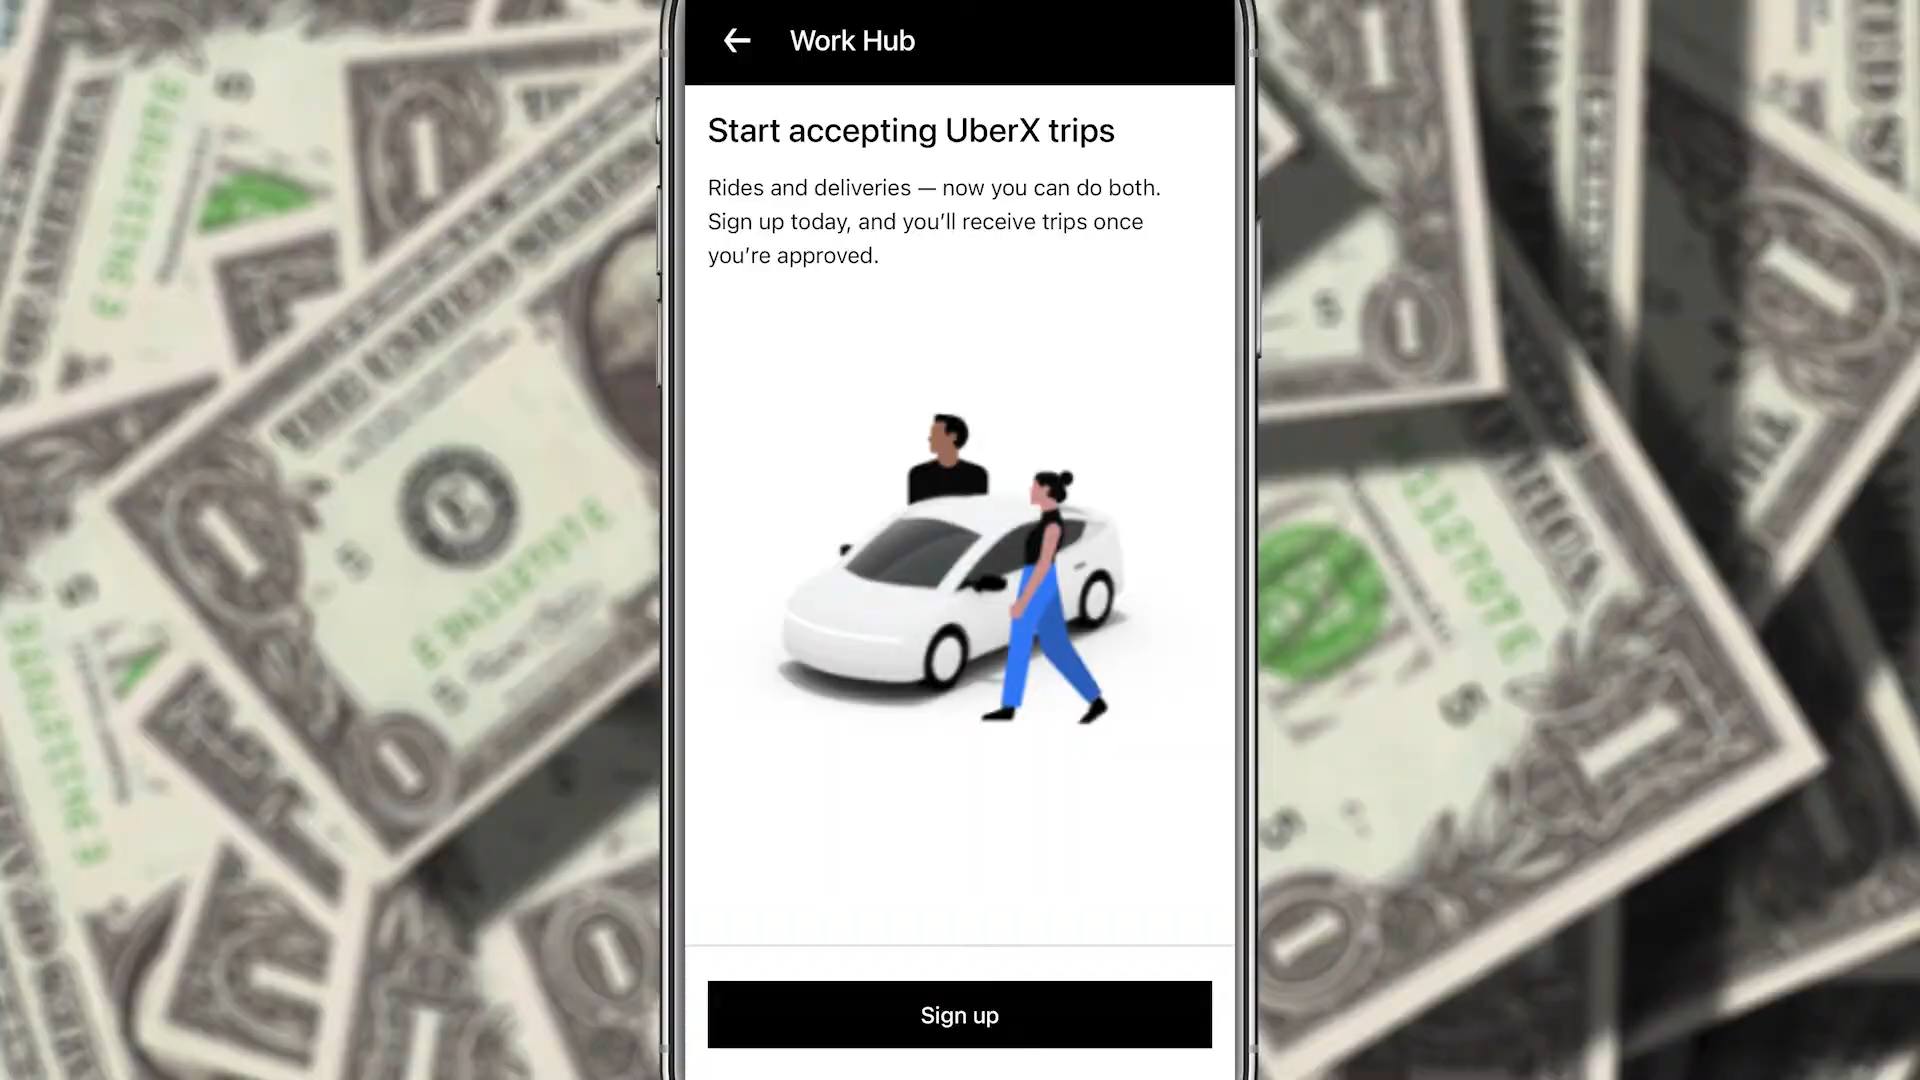 Work Hub
Start accepting UberX trips
Rides and deliveries — now you can do both.
Sign up today, and you’ll receive trips once
you’re approved.
Sign up